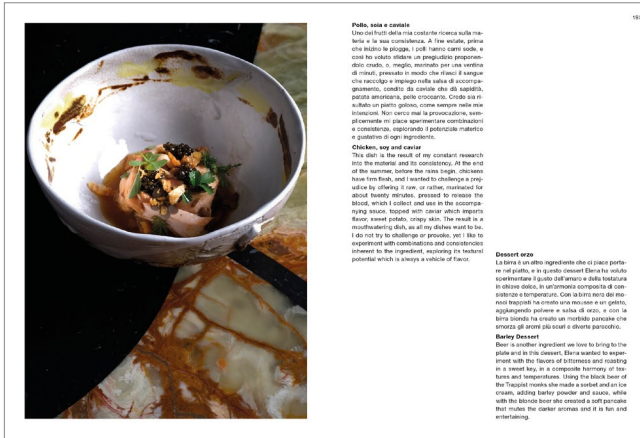 193
Pollo, soia e caviale
Uno dei frutti della mia costante ricerca sulla ma-
teria e la sua consistenza. A fine estate, prima
che inizino le piogge, i polli hanno carni sode, e
così ho voluto sfidare un pregiudizio proponen-
dolo crudo, o, meglio, marinato per una ventina
di minuti, pressato in modo che rilasci il sangue
che raccolgo e impiego nella salsa di accompa-
gnamento, condito da caviale che dà sapidità,
patata americana, pelle croccante. Credo sia ri-
sultato un piatto goloso, come sempre nelle mie
intenzioni. Non cerco mai la provocazione, sem-
plicemente mi piace sperimentare combinazioni
e consistenze, esplorando il potenziale materico
e gustativo di ogni ingrediente.
Chicken, soy and caviar
This dish is the result of my constant research
into the material and its consistency. At the end
of the summer, before the rains begin, chickens
have firm flesh, and I wanted to challenge a prej-
udice by offering it raw, or rather, marinated for
about twenty minutes, pressed to release the
blood, which I collect and use in the accompa-
nying sauce, topped with caviar which imparts
flavor, sweet potato, crispy skin. The result is a
mouthwatering dish, as all my dishes want to be.
I do not try to challenge or provoke, yet I like to
experiment with combinations and consistencies
inherent to the ingredient, exploring its textural
potential which is always a vehicle of flavor.
Dessert orzo
La birra è un altro ingrediente che ci piace porta-
re nel piatto, e in questo dessert Elena ha voluto
sperimentare il gusto dell'amaro e della tostatura
in chiave dolce, in un'armonia composita di con-
sistenze e temperature. Con la birra nera dei mo-
naci trappisti ha creato una mousse e un gelato,
aggiungendo polvere e salsa di orzo, e con la
birra bionda ha creato un morbido pancake che
smorza gli aromi più scuri e diverte parecchio.
Barley Dessert
Beer is another ingredient we love to bring to the
plate and in this dessert, Elena wanted to exper-
iment with the flavors of bitterness and roasting
in a sweet key, in a composite harmony of tex-
tures and temperatures. Using the black beer of
the Trappist monks she made a sorbet and an ice
cream, adding barley powder and sauce, while
with the blonde beer she created a soft pancake
that mutes the darker aromas and it is fun and
entertaining.